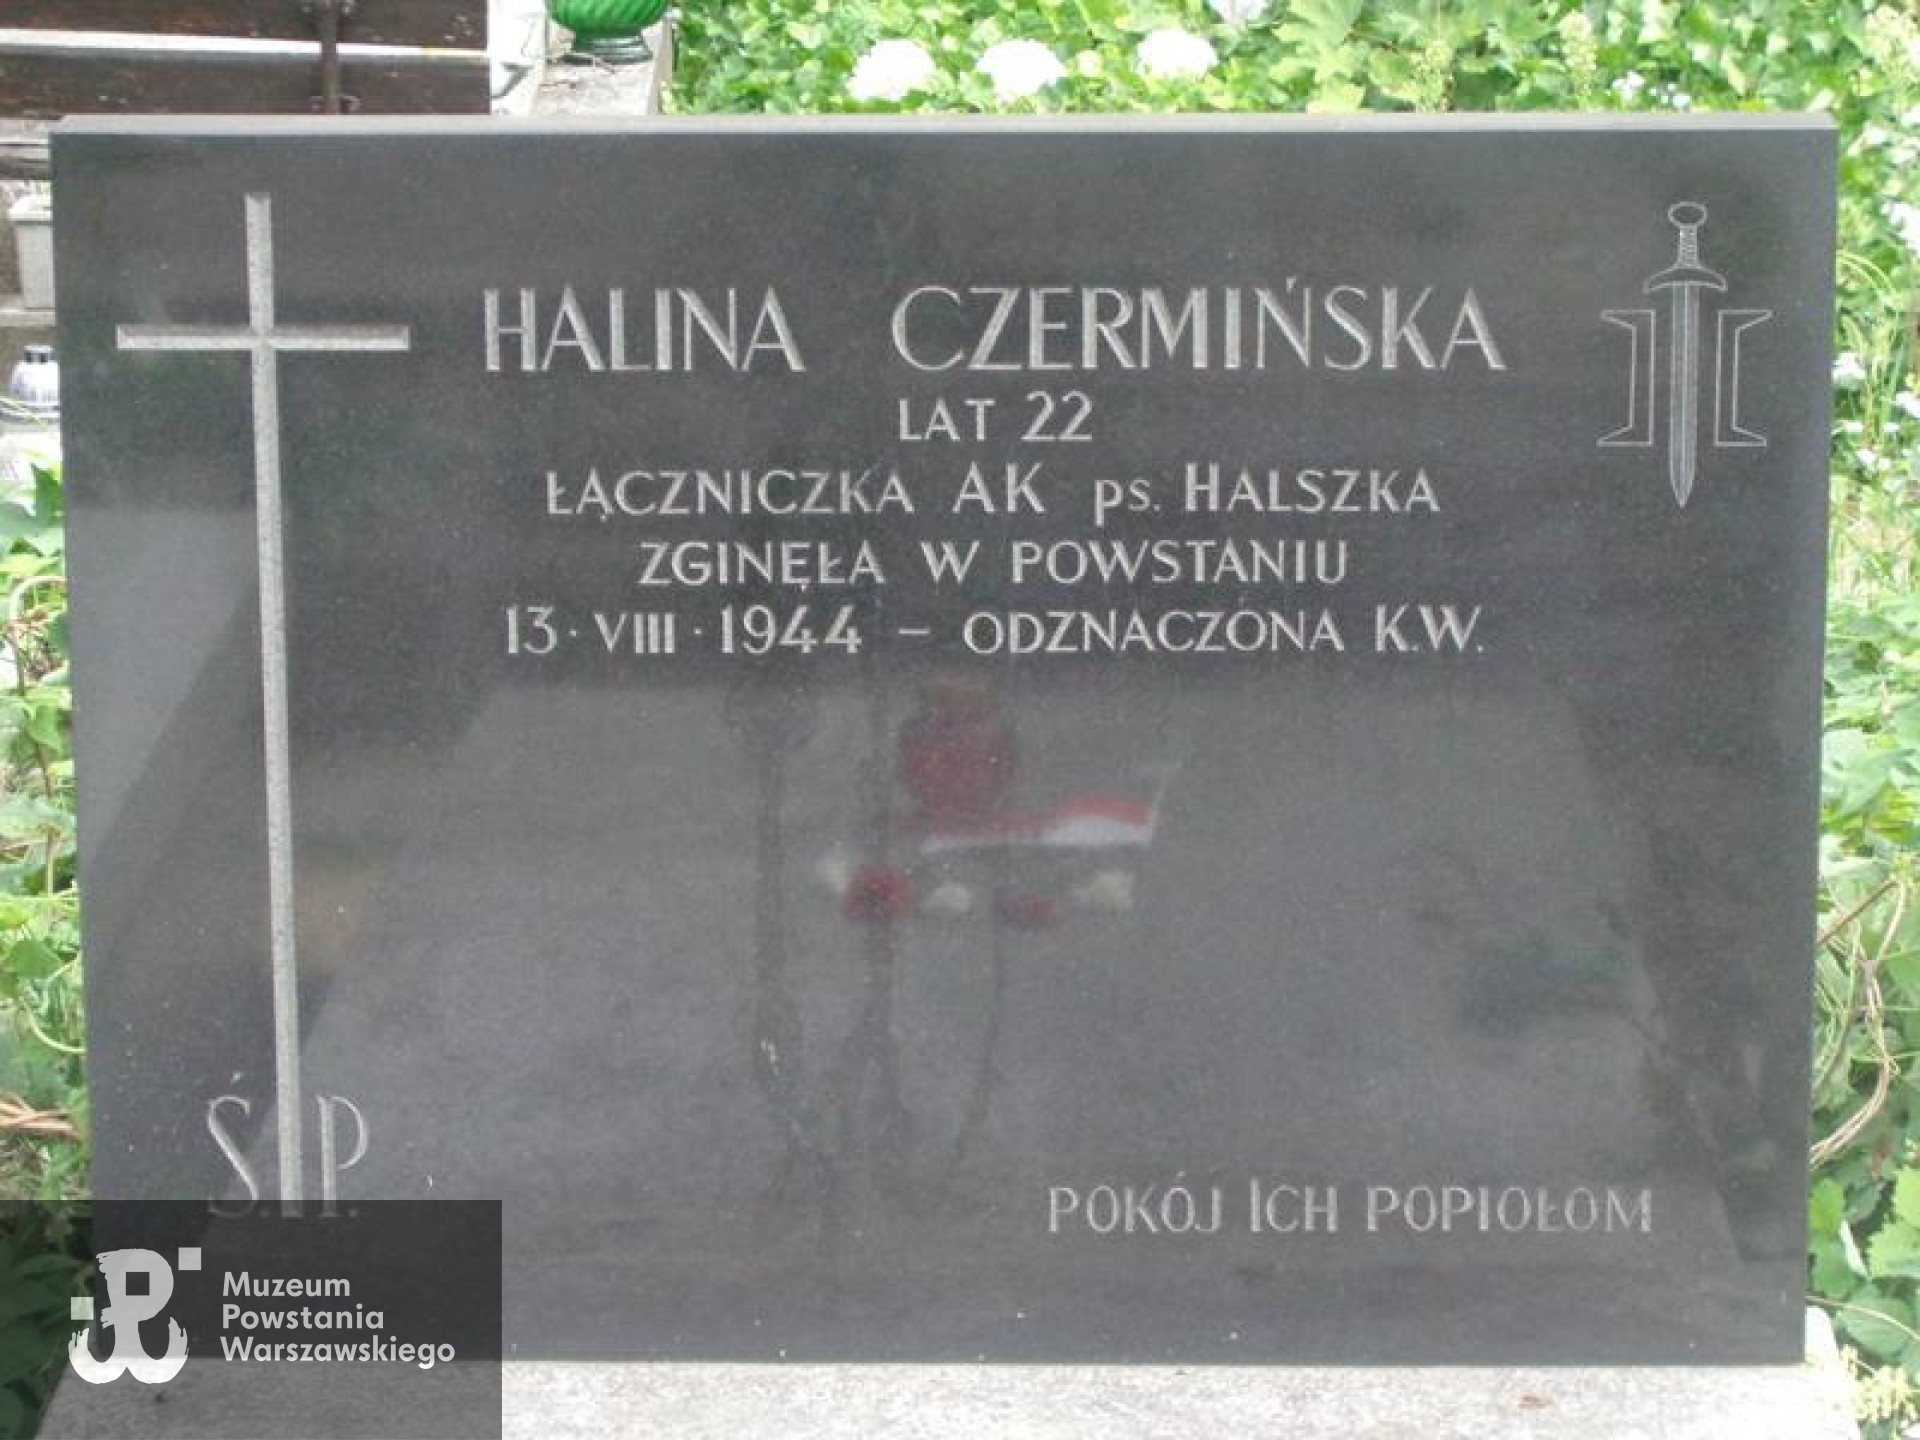 HALINA CZERMIŃSKA
LAT 22
ŁĄCZNICZKA AK ps. HALSZKA
ZGINĘŁA W POWSTANIU
13 · VIII · 1944 – ODZNACZONA K.W.
Ś.P.
POKÓJ ICH POPIOŁOM
Muzeum
Powstania
Warszawskiego